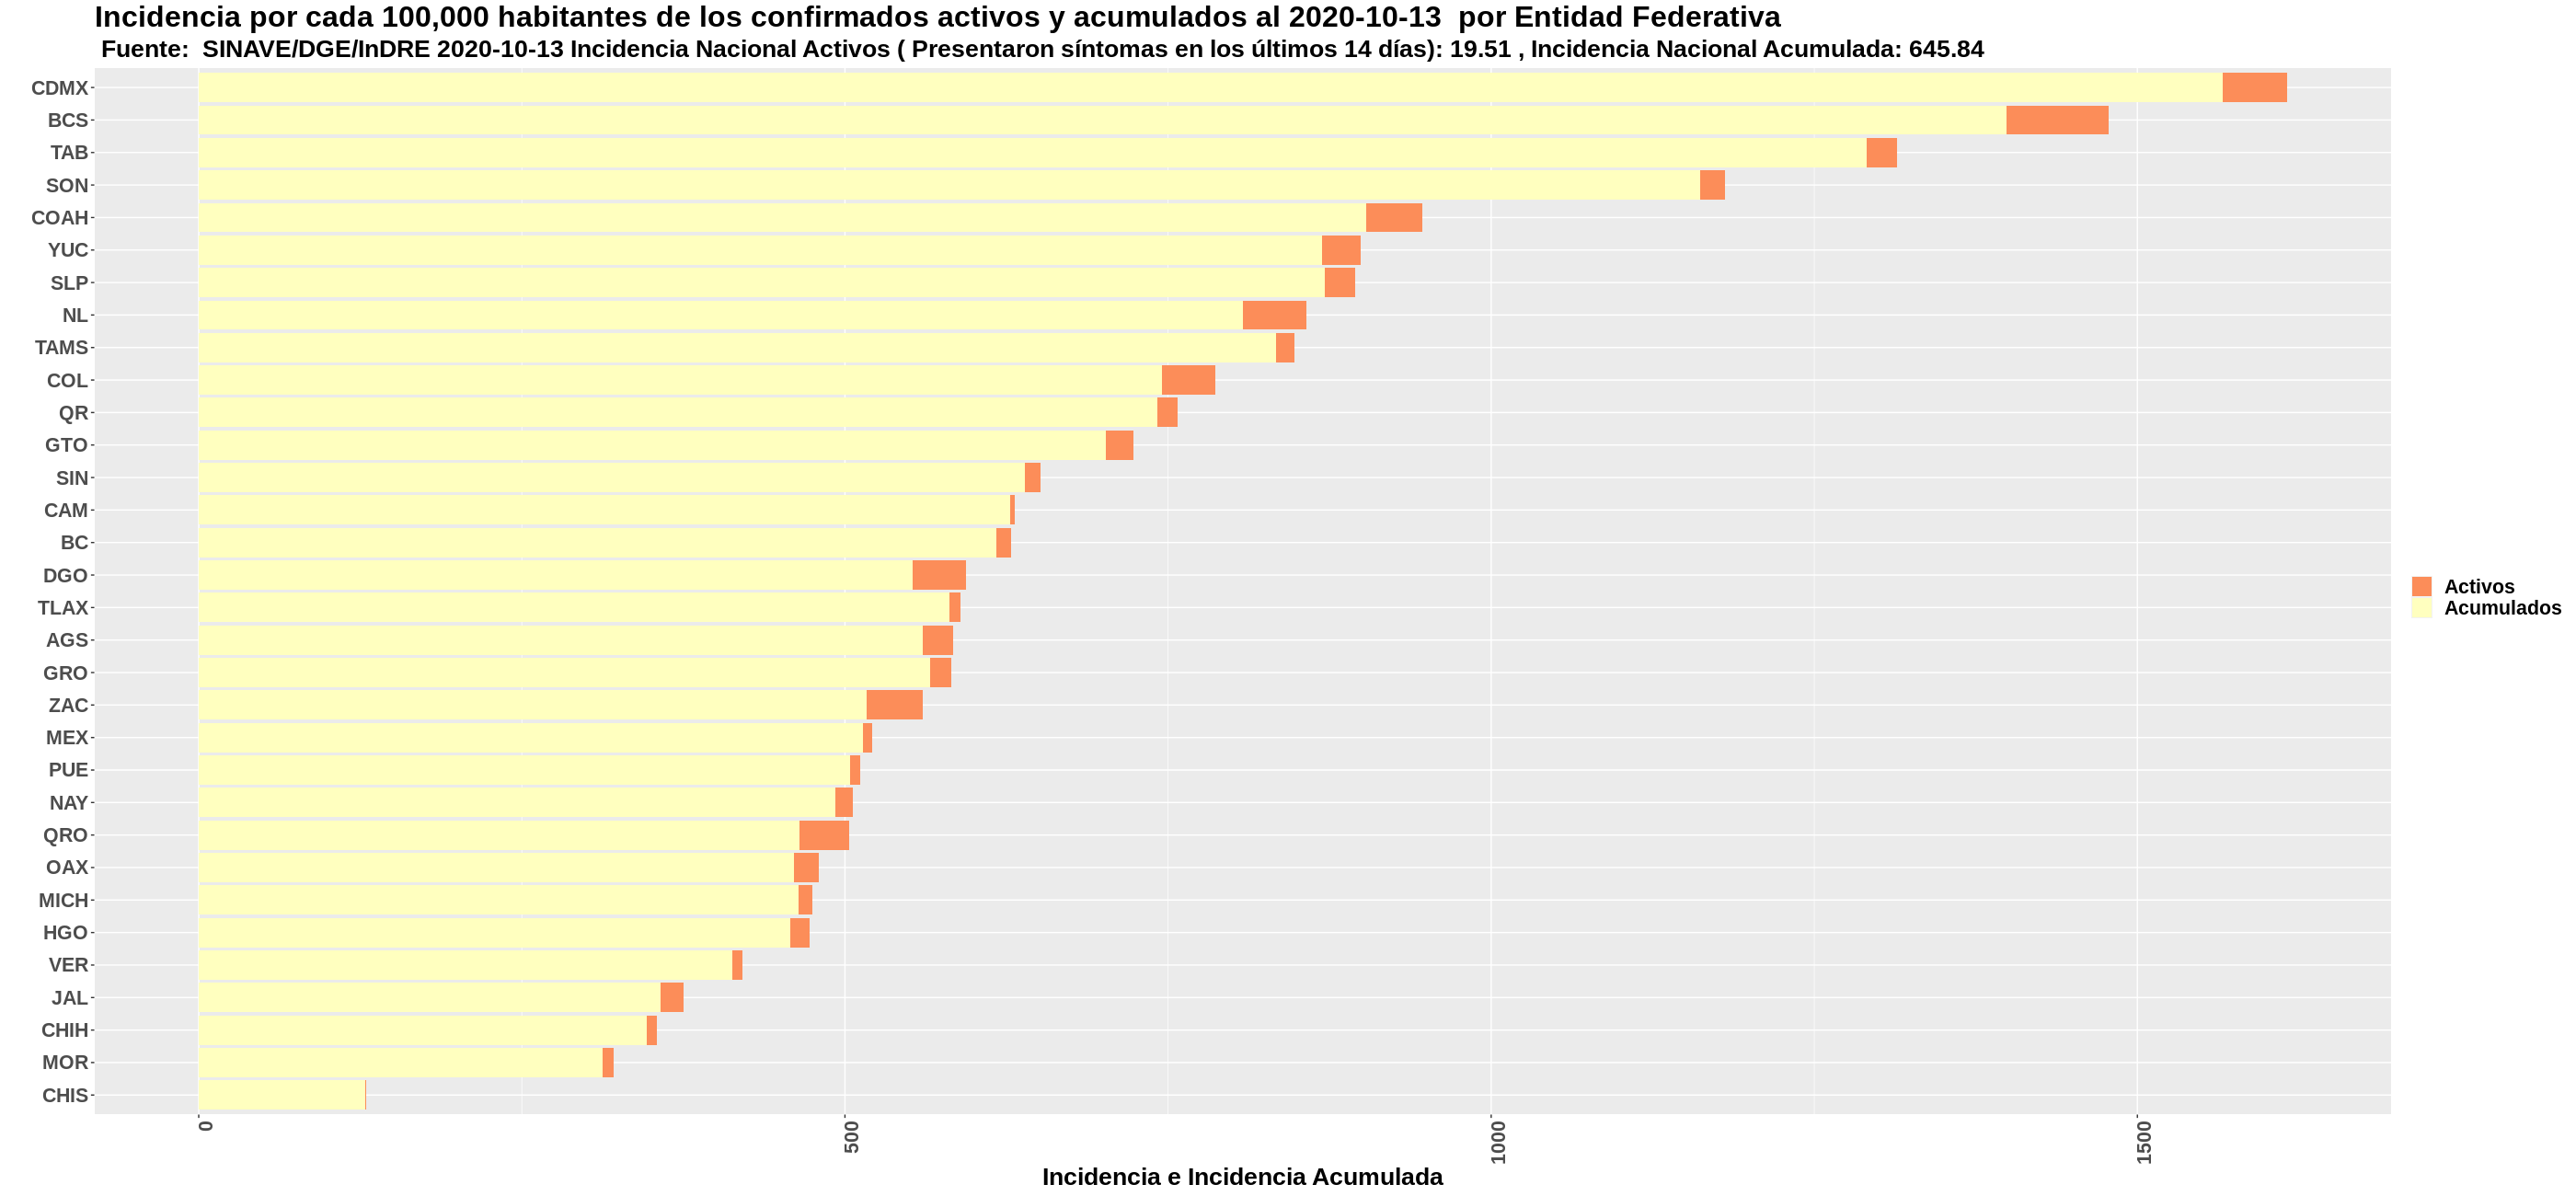 Incidencia por cada 100,000 habitantes de los confirmados activos y acumulados al 2020-10-13  por Entidad Federativa
Fuente:  SINAVE/DGE/InDRE 2020-10-13 Incidencia Nacional Activos ( Presentaron síntomas en los últimos 14 días): 19.51 , Incidencia Nacional Acumulada: 645.84
CDMX
BCS
TAB
SON
COAH
YUC
SLP
NL
TAMS
COL
QR
GTO
SIN
CAM
BC
DGO
TLAX
AGS
GRO
ZAC
MEX
PUE
NAY
QRO
OAX
MICH
HGO
VER
JAL
CHIH
MOR
CHIS
0
500
1000
1500
Incidencia e Incidencia Acumulada
Activos
Acumulados